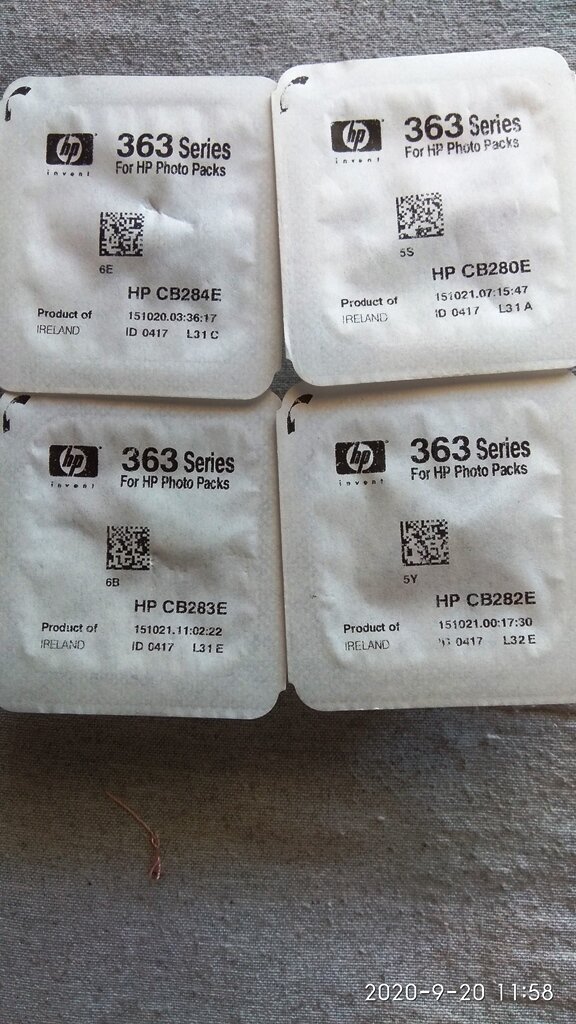 hp
invent
363 Series
For HP Photo Packs
6E
HP CB284E
Product of
IRELAND
151020.03:36:17
ID 0417 L31 C
hp
invent
363 Series
For HP Photo Packs
5S
HP CB280E
Product of
IRELAND
151021.07:15:47
ID 0417 L31 A
hp
invent
363 Series
For HP Photo Packs
6B
HP CB283E
Product of
IRELAND
151021.11:02:22
ID 0417 L31 E
hp
invent
363 Series
For HP Photo Packs
5Y
HP CB282E
Product of
IRELAND
151021.00:17:30
ID 0417 L32 E
2020-9-20 11:58